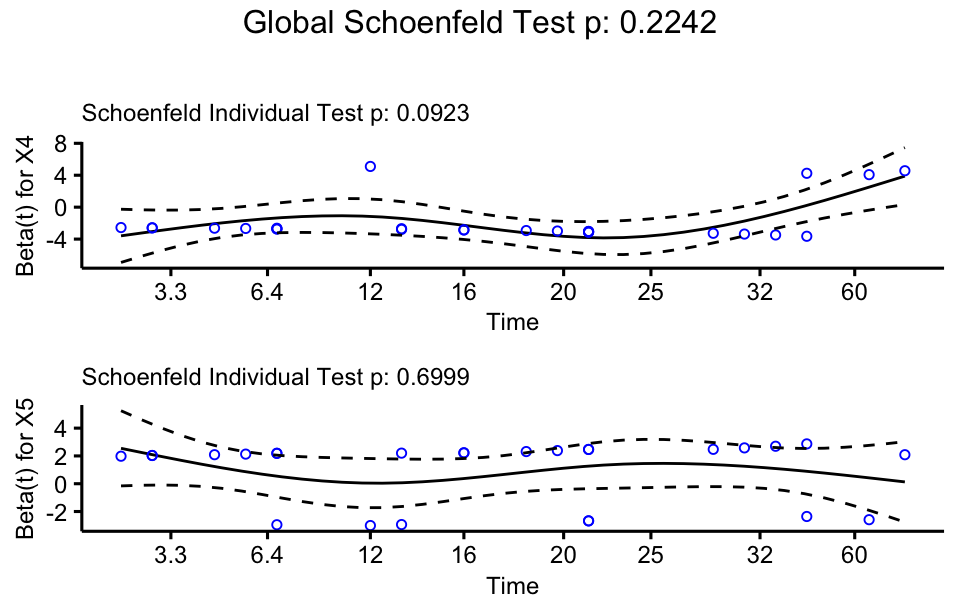 Global Schoenfeld Test p: 0.2242
Schoenfeld Individual Test p: 0.0923
Beta(t) for X4
8
4
0
-4
3.3 6.4 12 16 20 25 32 60
Time
Schoenfeld Individual Test p: 0.6999
Beta(t) for X5
4
2
0
-2
3.3 6.4 12 16 20 25 32 60
Time